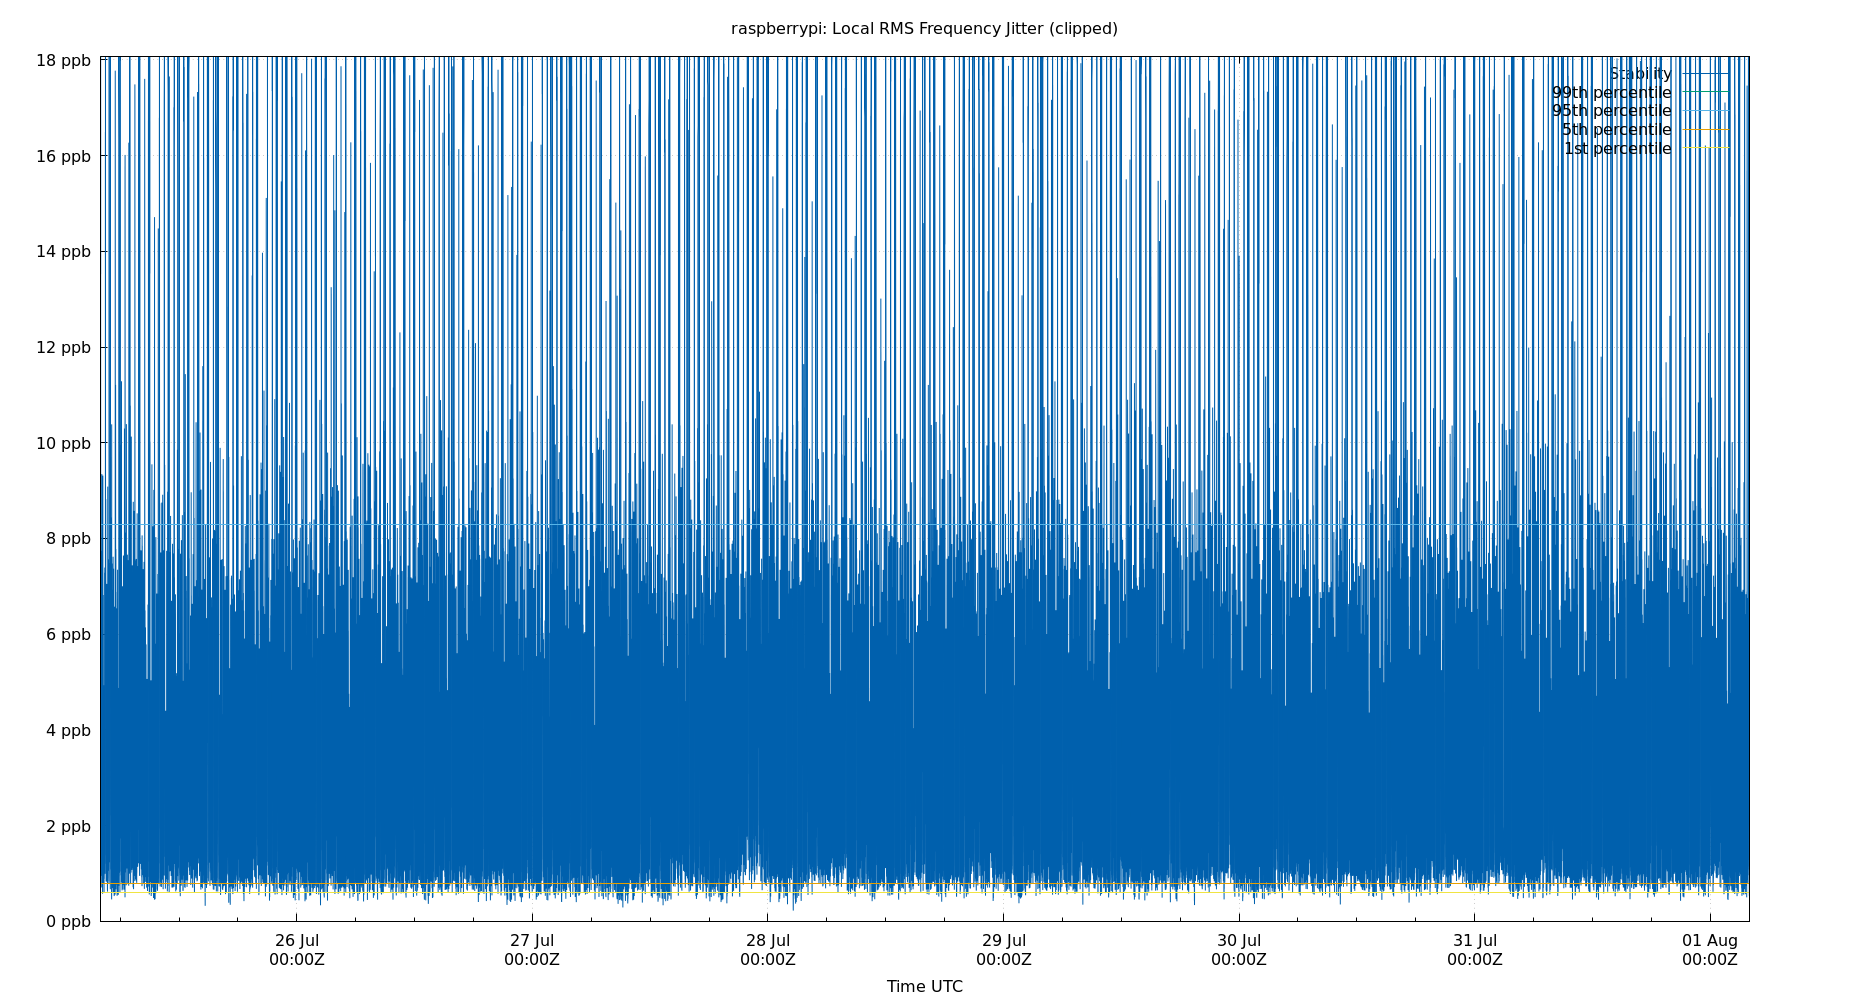 raspberrypi: Local RMS Frequency Jitter (clipped)
18 ppb
16 ppb
14 ppb
12 ppb
10 ppb
8 ppb
6 ppb
4 ppb
2 ppb
0 ppb
Stability
99th percentile
95th percentile
5th percentile
1st percentile
26 Jul 27 Jul 28 Jul 29 Jul 30 Jul 31 Jul 01 Aug
00:00Z 00:00Z 00:00Z 00:00Z 00:00Z 00:00Z 00:00Z
Time UTC